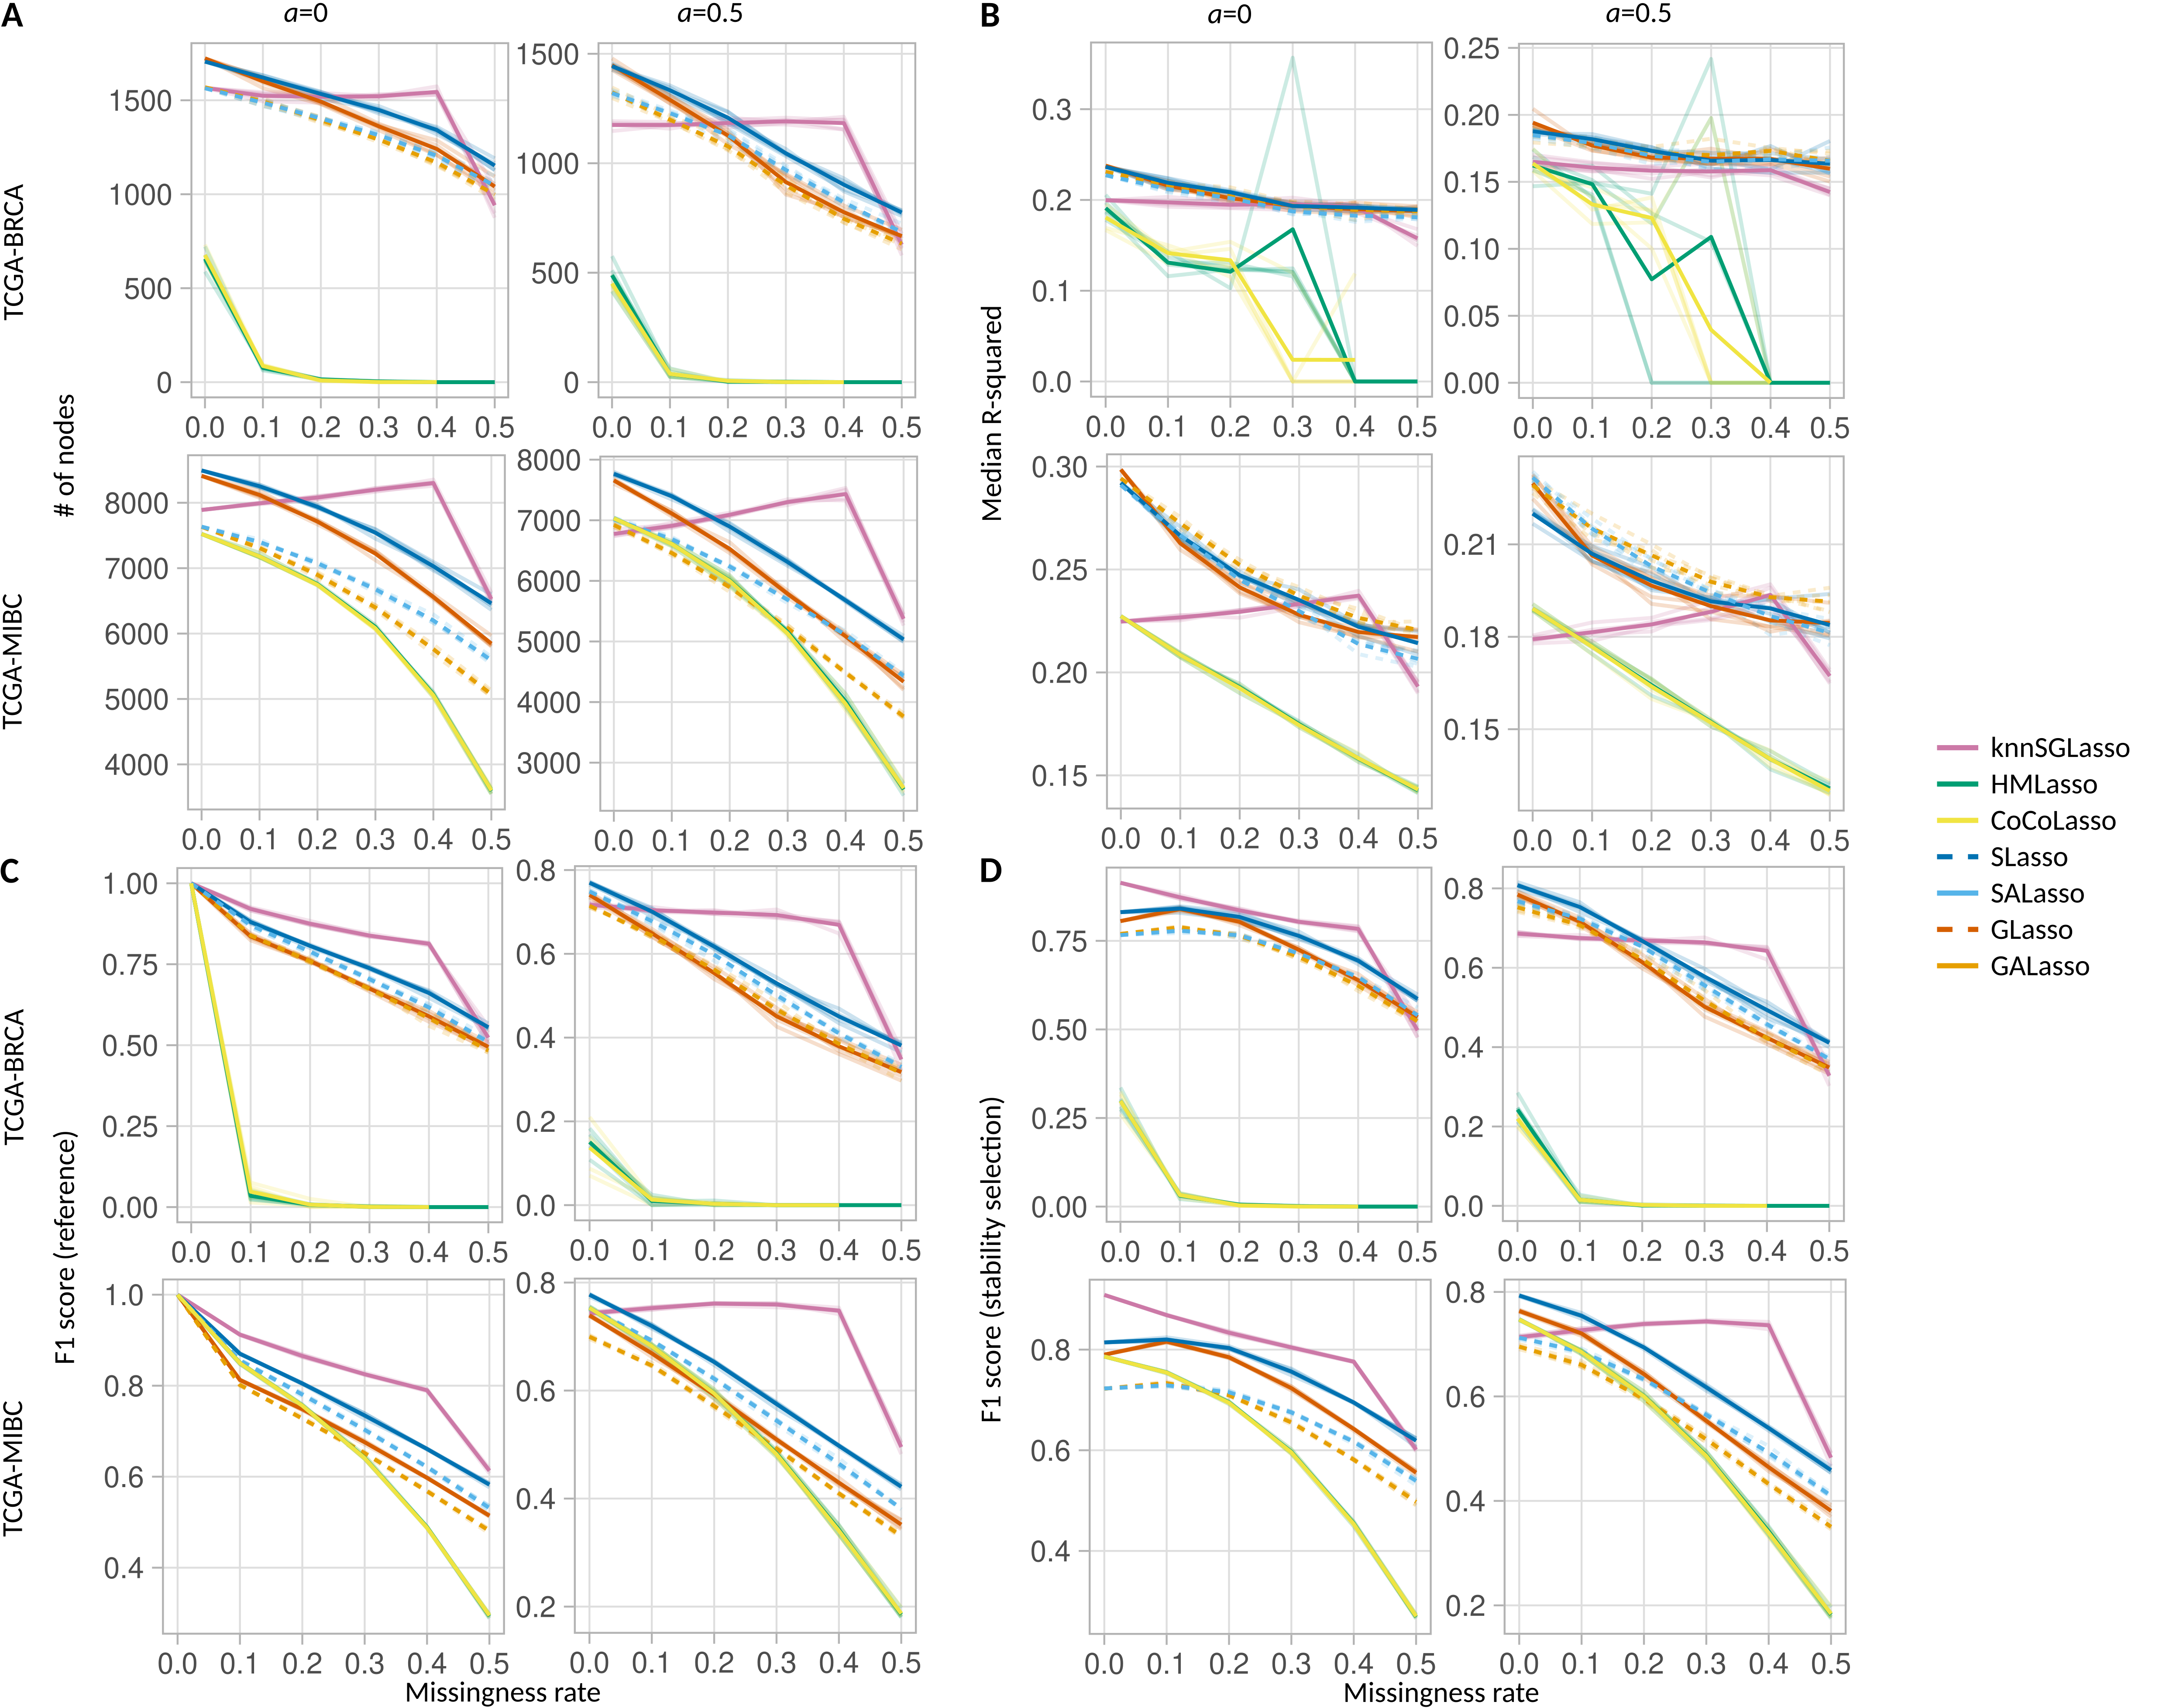 A
a=0
a=0.5
B
a=0
a=0.5
TCGA-BRCA
TCGA-MIBC
# of nodes
1500
1000
500
0
0.0 0.1 0.2 0.3 0.4 0.5
1500
1000
500
0
0.0 0.1 0.2 0.3 0.4 0.5
8000
7000
6000
5000
4000
0.0 0.1 0.2 0.3 0.4 0.5
8000
7000
6000
5000
4000
3000
0.0 0.1 0.2 0.3 0.4 0.5
Median R-squared
0.3
0.2
0.1
0.0
0.0 0.1 0.2 0.3 0.4 0.5
0.25
0.20
0.15
0.10
0.05
0.00
0.0 0.1 0.2 0.3 0.4 0.5
0.30
0.25
0.20
0.15
0.0 0.1 0.2 0.3 0.4 0.5
0.21
0.18
0.15
0.0 0.1 0.2 0.3 0.4 0.5
knnSGLasso
HMLasso
CoCoLasso
SLasso
SALasso
GLasso
GALasso
C
TCGA-BRCA
TCGA-MIBC
F1 score (reference)
1.00
0.75
0.50
0.25
0.00
0.0 0.1 0.2 0.3 0.4 0.5
0.8
0.6
0.4
0.2
0.0
0.0 0.1 0.2 0.3 0.4 0.5
1.0
0.8
0.6
0.4
0.0 0.1 0.2 0.3 0.4 0.5
0.8
0.6
0.4
0.2
0.0 0.1 0.2 0.3 0.4 0.5
Missingness rate
D
F1 score (stability selection)
0.75
0.50
0.25
0.00
0.0 0.1 0.2 0.3 0.4 0.5
0.8
0.6
0.4
0.2
0.0
0.0 0.1 0.2 0.3 0.4 0.5
0.8
0.6
0.4
0.0 0.1 0.2 0.3 0.4 0.5
0.8
0.6
0.4
0.2
0.0 0.1 0.2 0.3 0.4 0.5
Missingness rate